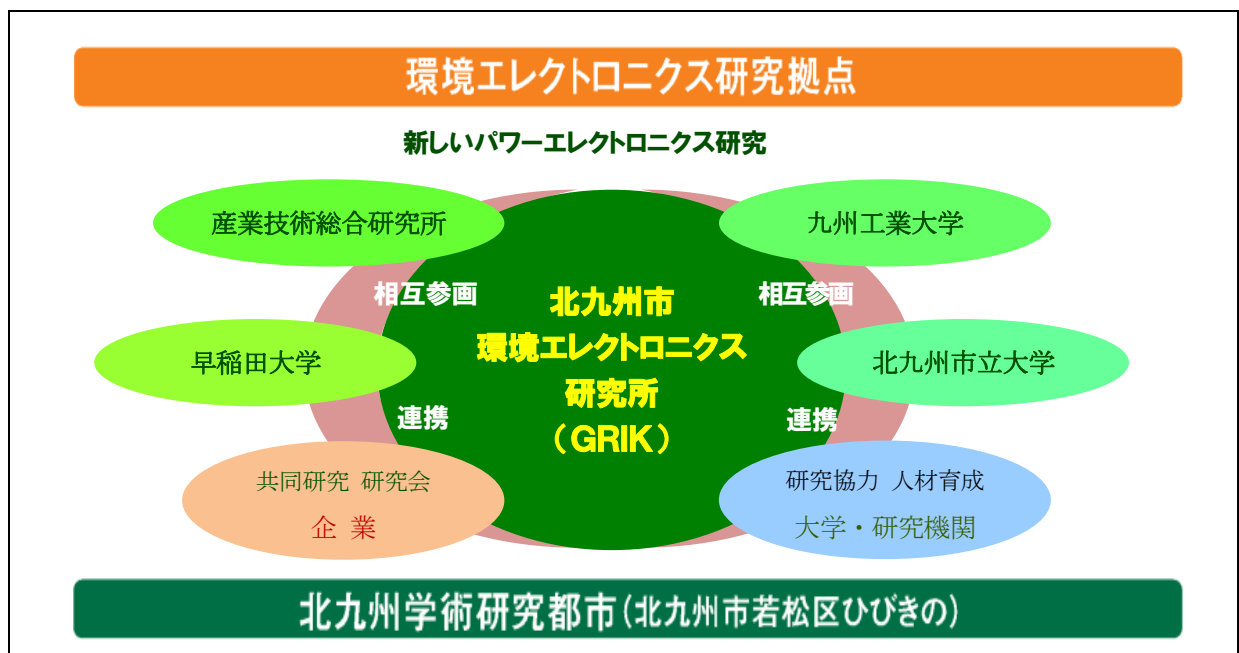 環境エレクトロニクス研究拠点
新しいパワーエレクトロニクス研究
産業技術総合研究所
九州工業大学
相互参画
相互参画
北九州市
環境エレクトロニクス
研究所
（GRIK）
早稲田大学
北九州市立大学
連携
連携
共同研究 研究会
企 業
研究協力 人材育成
大学・研究機関
北九州学術研究都市(北九州市若松区ひびきの)